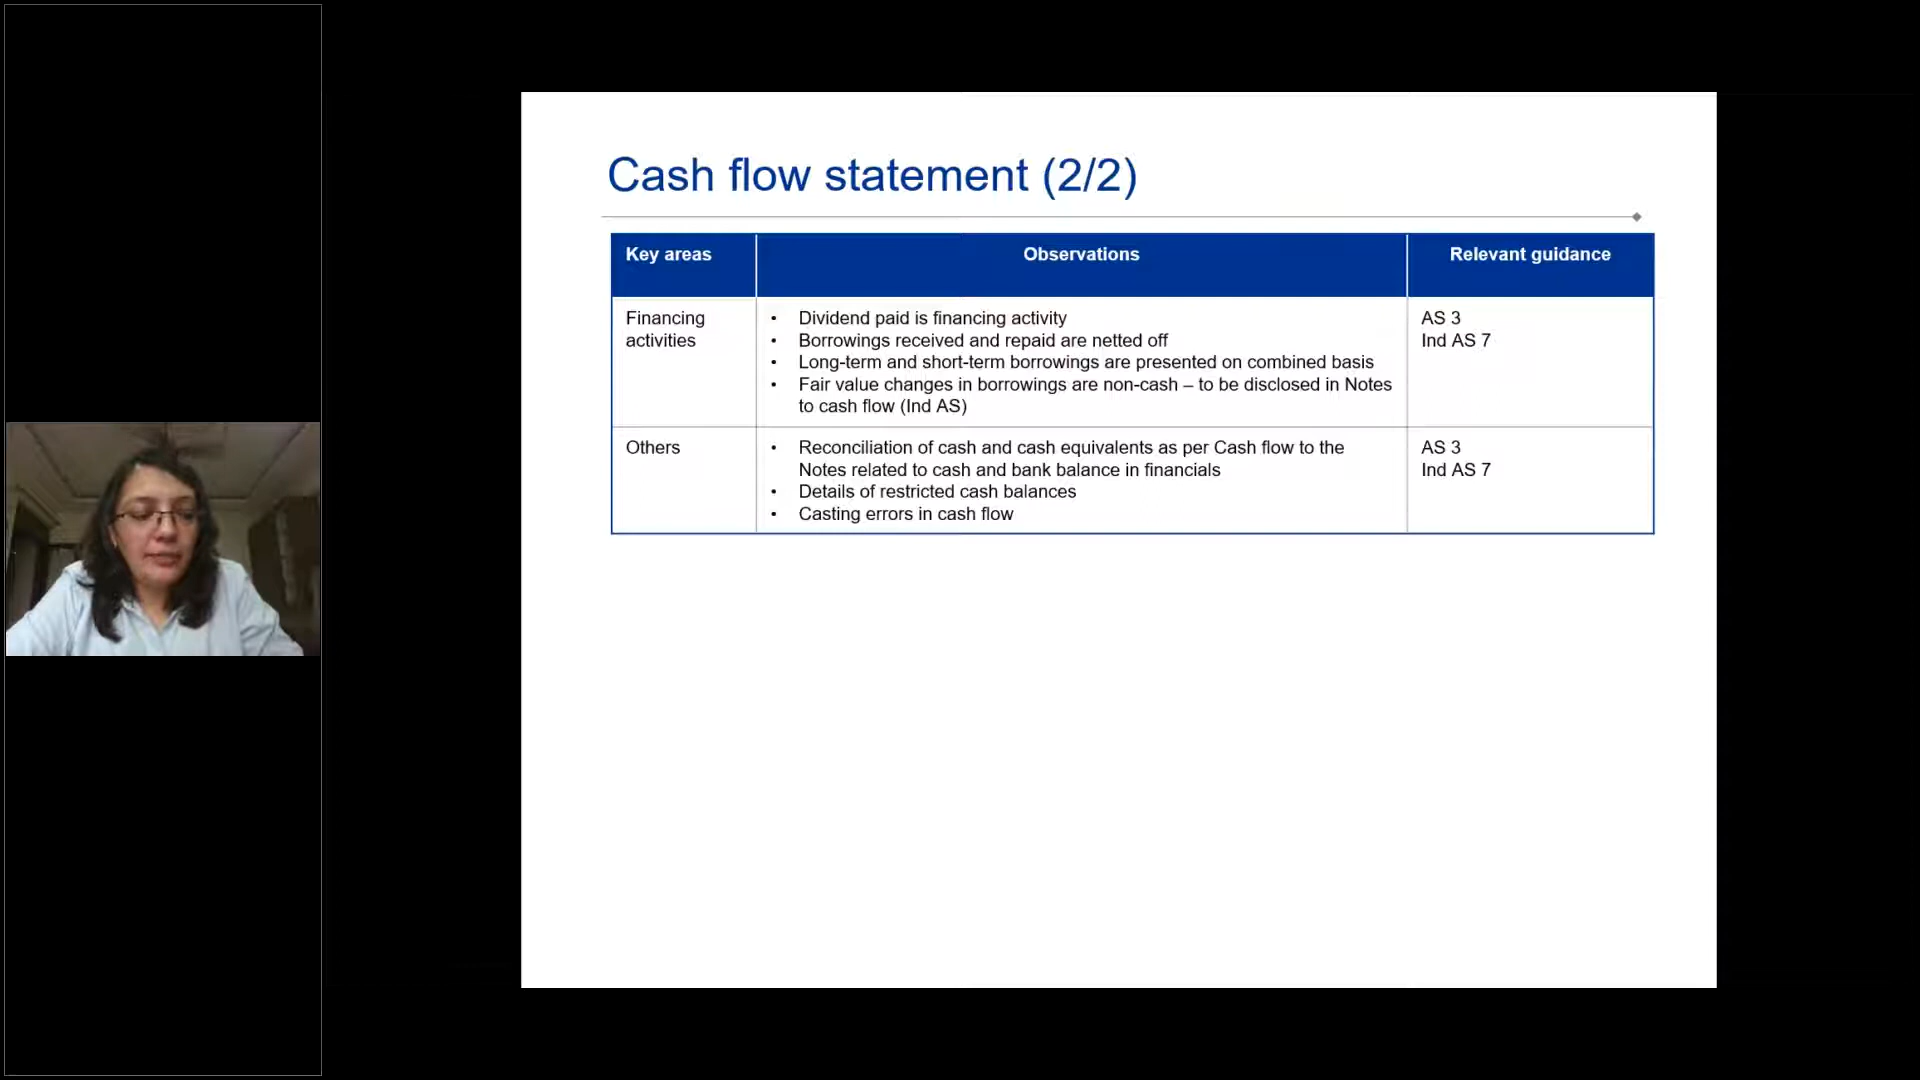 Cash flow statement (2/2)
Key areas
Observations
Relevant guidance
Financing
activities
• Dividend paid is financing activity
• Borrowings received and repaid are netted off
• Long-term and short-term borrowings are presented on combined basis
• Fair value changes in borrowings are non-cash – to be disclosed in Notes
to cash flow (Ind AS)
AS 3
Ind AS 7
Others
• Reconciliation of cash and cash equivalents as per Cash flow to the
Notes related to cash and bank balance in financials
• Details of restricted cash balances
• Casting errors in cash flow
AS 3
Ind AS 7